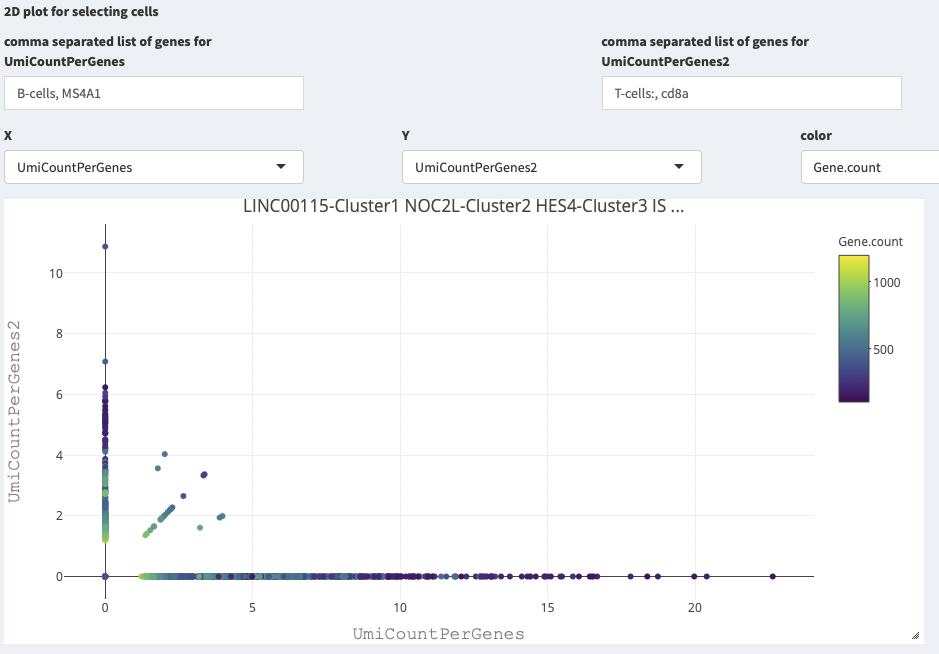 2D plot for selecting cells
comma separated list of genes for
UmiCountPerGenes
comma separated list of genes for
UmiCountPerGenes2
B-cells, MS4A1
T-cells:, cd8a
X
Y
color
UmiCountPerGenes
UmiCountPerGenes2
Gene.count
LINC00115-Cluster1 NOC2L-Cluster2 HES4-Cluster3 IS ...
Gene.count
1000
500
10
8
6
4
2
0
UmiCountPerGenes2
0
5
10
15
20
UmiCountPerGenes